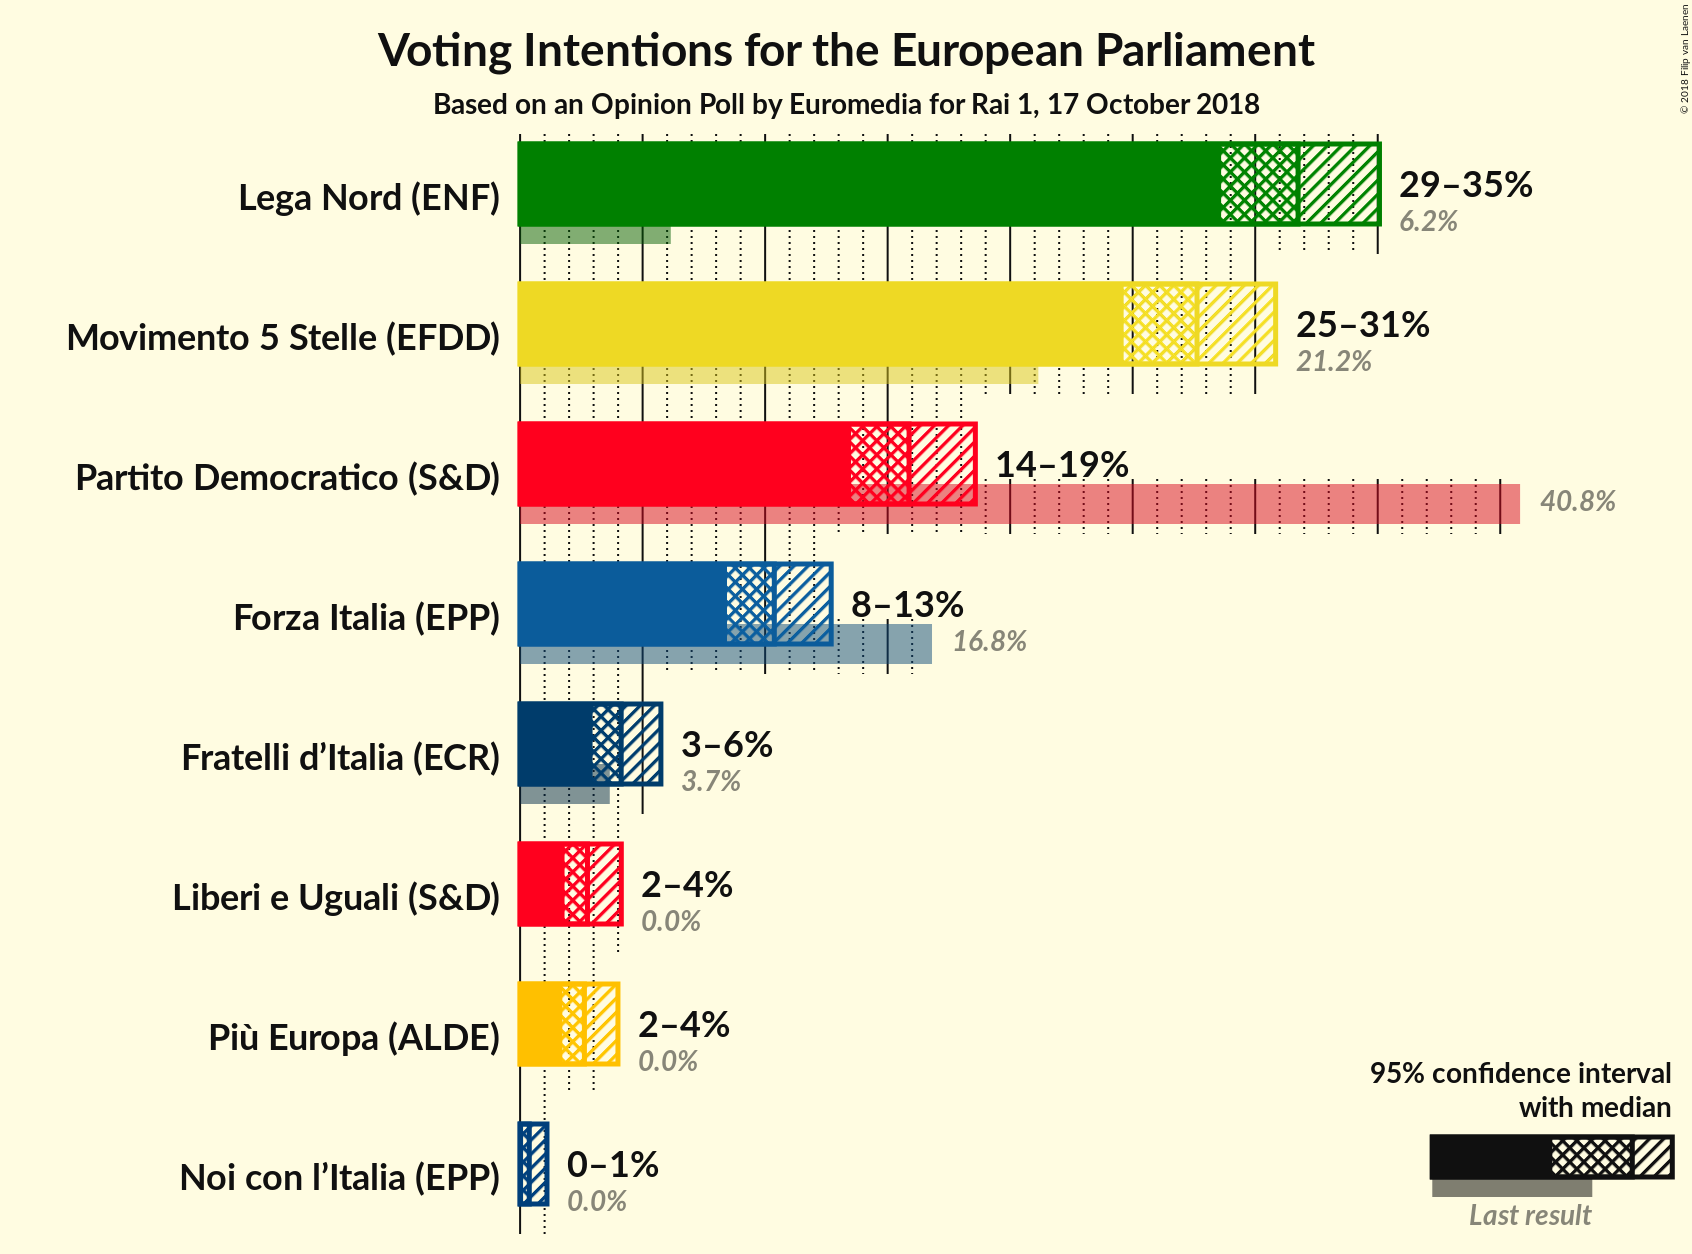 Voting Intentions for the European Parliament
Based on an Opinion Poll by Euromedia for Rai 1, 17 October 2018
© 2018 Filip van Laenen
Lega Nord (ENF)
29–35%
6.2%
Movimento 5 Stelle (EFDD)
25–31%
21.2%
Partito Democratico (S&D)
14–19%
40.8%
Forza Italia (EPP)
8–13%
16.8%
Fratelli d’Italia (ECR)
3–6%
3.7%
Liberi e Uguali (S&D)
2–4%
0.0%
Più Europa (ALDE)
2–4%
0.0%
Noi con l’Italia (EPP)
0–1%
0.0%
95% confidence interval
with median
Last result